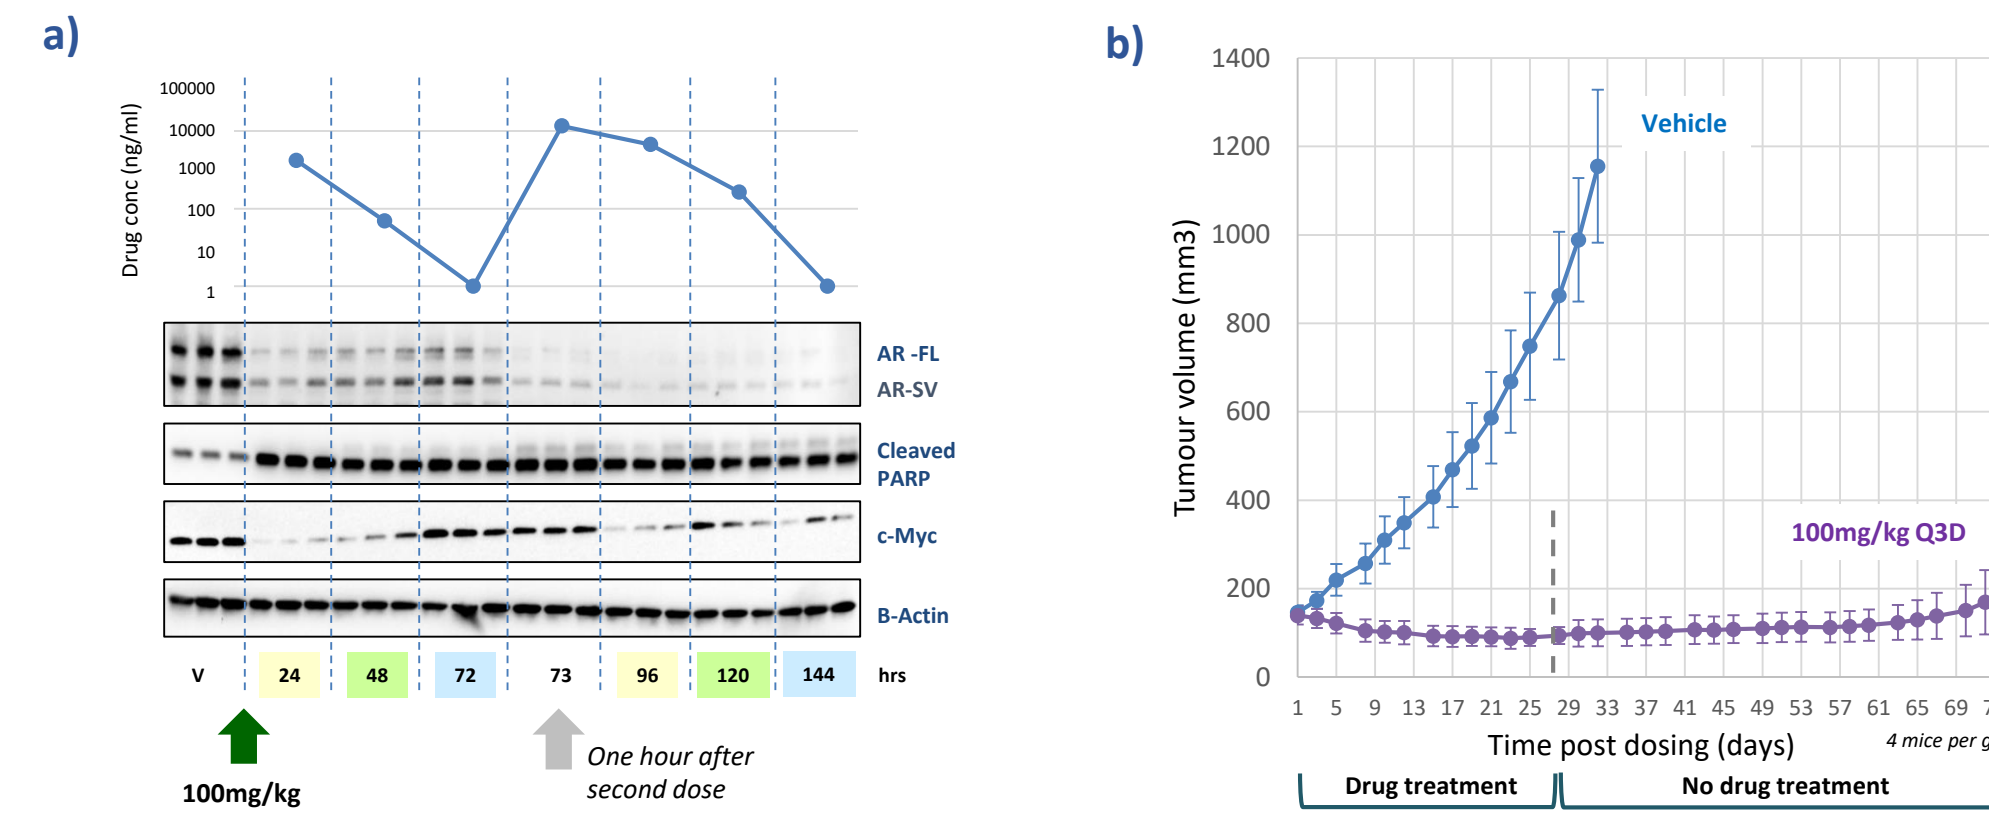 a)
Drug conc (ng/ml)
100000
10000
1000
100
10
1
AR -FL
AR-SV
Cleaved
PARP
c-Myc
B-Actin
V 24 48 72 73 96 120 144 hrs
100mg/kg
One hour after
second dose
b)
Tumour volume (mm3)
1400
1200
1000
800
600
400
200
0
Vehicle
100mg/kg Q3D
1 5 9 13 17 21 25 29 33 37 41 45 49 53 57 61 65 69
Time post dosing (days)
4 mice per
Drug treatment
No drug treatment